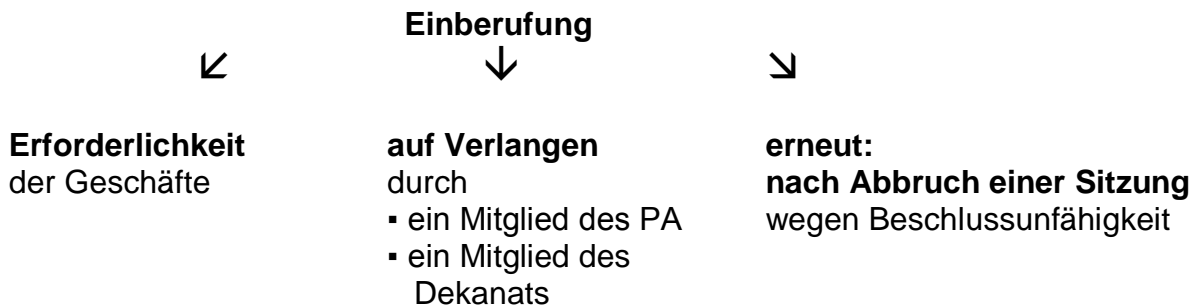 Einberufung
↙ ↓ ↘
Erforderlichkeit
der Geschäfte
auf Verlangen
durch
▪ ein Mitglied des PA
▪ ein Mitglied des
Dekanats
erneut:
nach Abbruch einer Sitzung
wegen Beschlussunfähigkeit